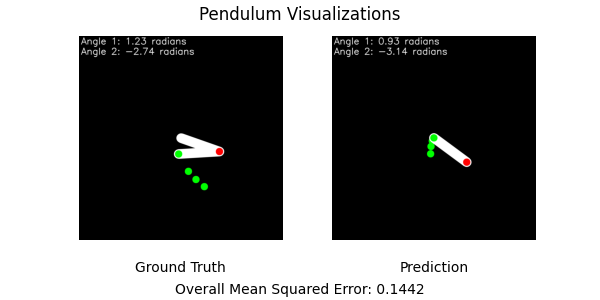 Pendulum Visualizations
Angle 1: 1.23 radians
Angle 2: −2.74 radians
Angle 1: 0.93 radians
Angle 2: −3.14 radians
Ground Truth
Prediction
Overall Mean Squared Error: 0.1442